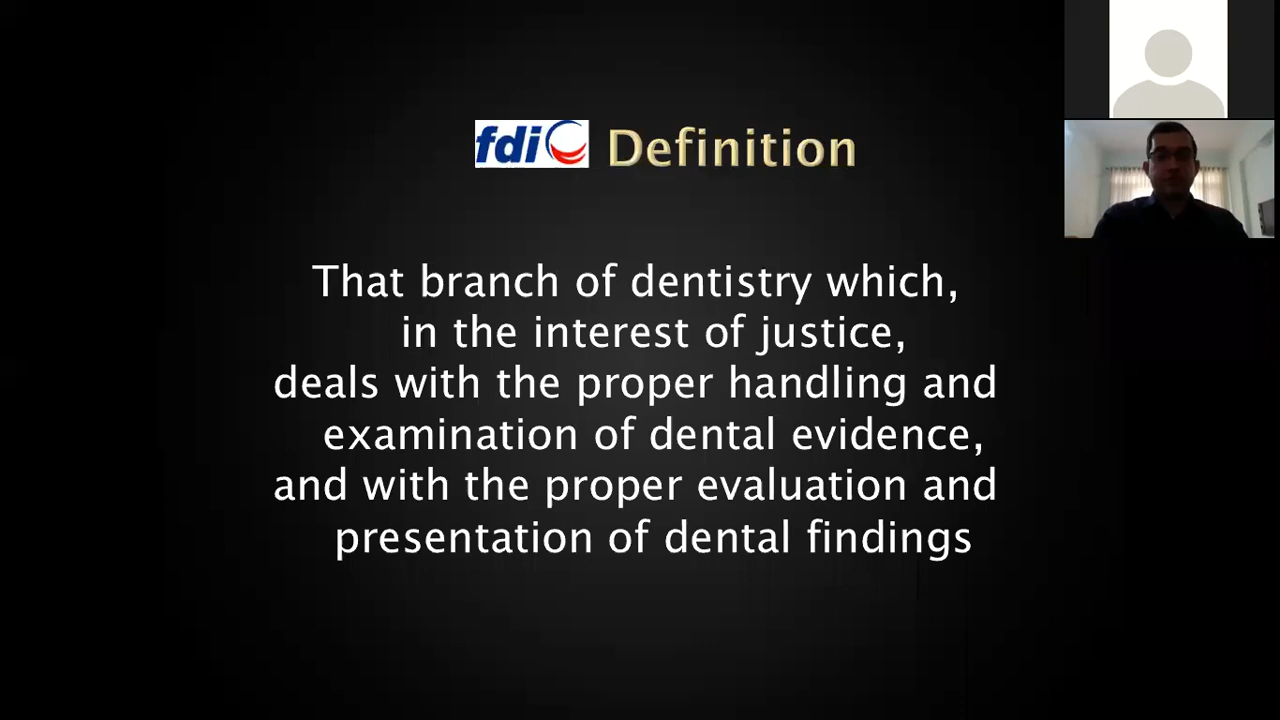 fdi Definition
That branch of dentistry which,
in the interest of justice,
deals with the proper handling and
examination of dental evidence,
and with the proper evaluation and
presentation of dental findings